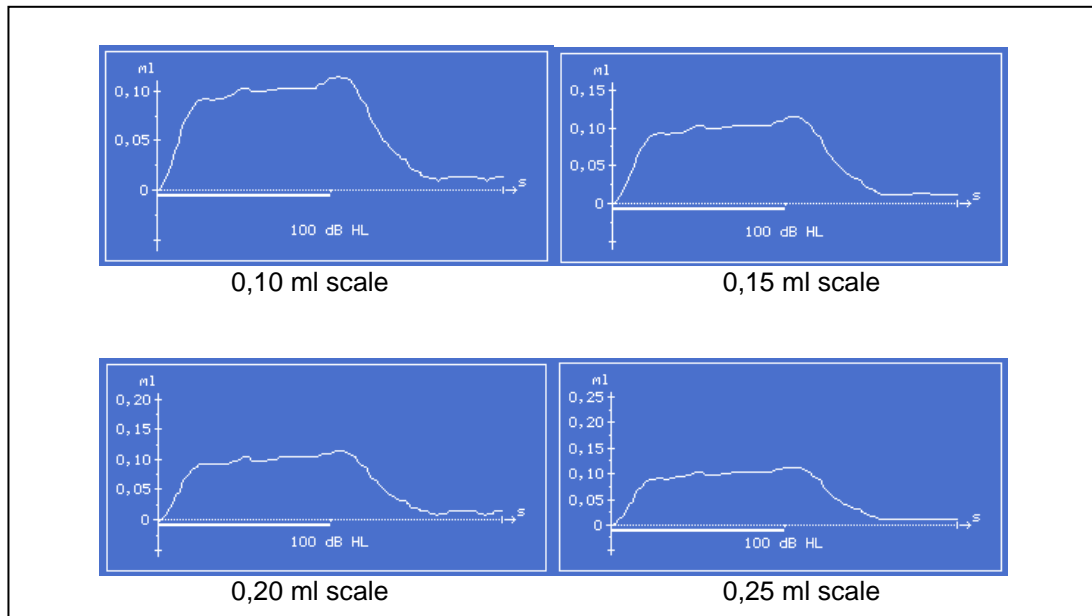 ml
0,10
0,05
0
s
100 dB HL
0,10 ml scale
ml
0,15
0,10
0,05
0
s
100 dB HL
0,15 ml scale
ml
0,20
0,15
0,10
0,05
0
s
100 dB HL
0,20 ml scale
ml
0,25
0,20
0,15
0,10
0,05
0
s
100 dB HL
0,25 ml scale